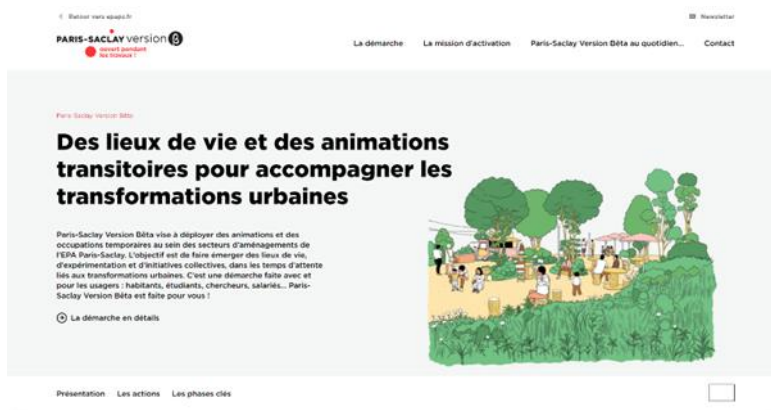 Retour vers epaps.fr
Newsletter
PARIS-SACLAY version β
ouvert pendant
les travaux !
La démarche La mission d'activation Paris-Saclay Version Bêta au quotidien... Contact
Paris-Saclay Version Bêta
Des lieux de vie et des animations
transitoires pour accompagner les
transformations urbaines
Paris-Saclay Version Bêta vise à déployer des animations et des
occupations temporaires au sein des secteurs d'aménagements de
l'EPA Paris-Saclay. L'objectif est de faire émerger des lieux de vie,
d'expérimentation et d'initiatives collectives, dans les temps d'attente
liés aux transformations urbaines. C'est une démarche faite avec et
pour les usagers : habitants, étudiants, chercheurs, salariés... Paris-
Saclay Version Bêta est faite pour vous !
La démarche en détails
Présentation Les actions Les phases clés